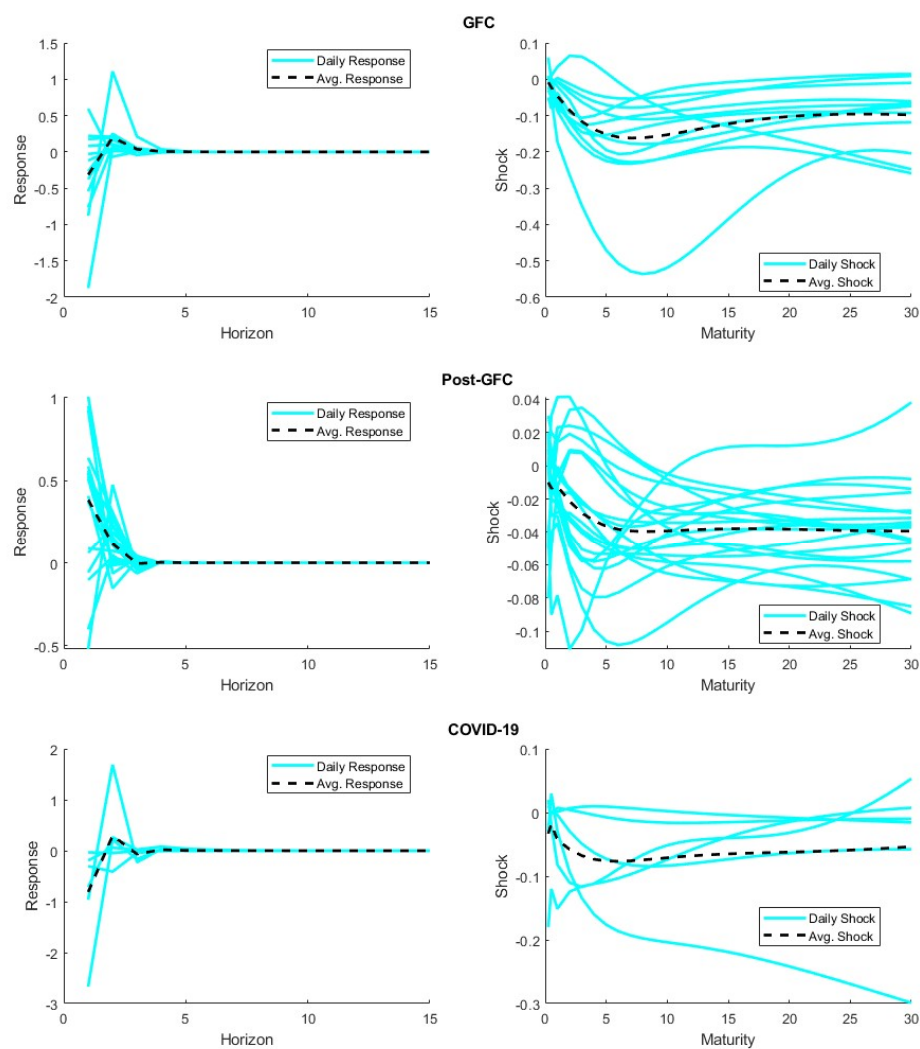 GFC
1.5
1
0.5
0
-0.5
-1
-1.5
-2
Response
0 5 10 15
Horizon
Daily Response
Avg. Response
0.1
0
-0.1
-0.2
-0.3
-0.4
-0.5
-0.6
Shock
0 5 10 15 20 25 30
Maturity
Daily Shock
Avg. Shock
Post-GFC
1
0.5
0
-0.5
Response
0 5 10 15
Horizon
Daily Response
Avg. Response
0.04
0.02
0
-0.02
-0.04
-0.06
-0.08
-0.1
Shock
0 5 10 15 20 25 30
Maturity
Daily Shock
Avg. Shock
COVID-19
2
1
0
-1
-2
-3
Response
0 5 10 15
Horizon
Daily Response
Avg. Response
0.1
0
-0.1
-0.2
-0.3
Shock
0 5 10 15 20 25 30
Maturity
Daily Shock
Avg. Shock